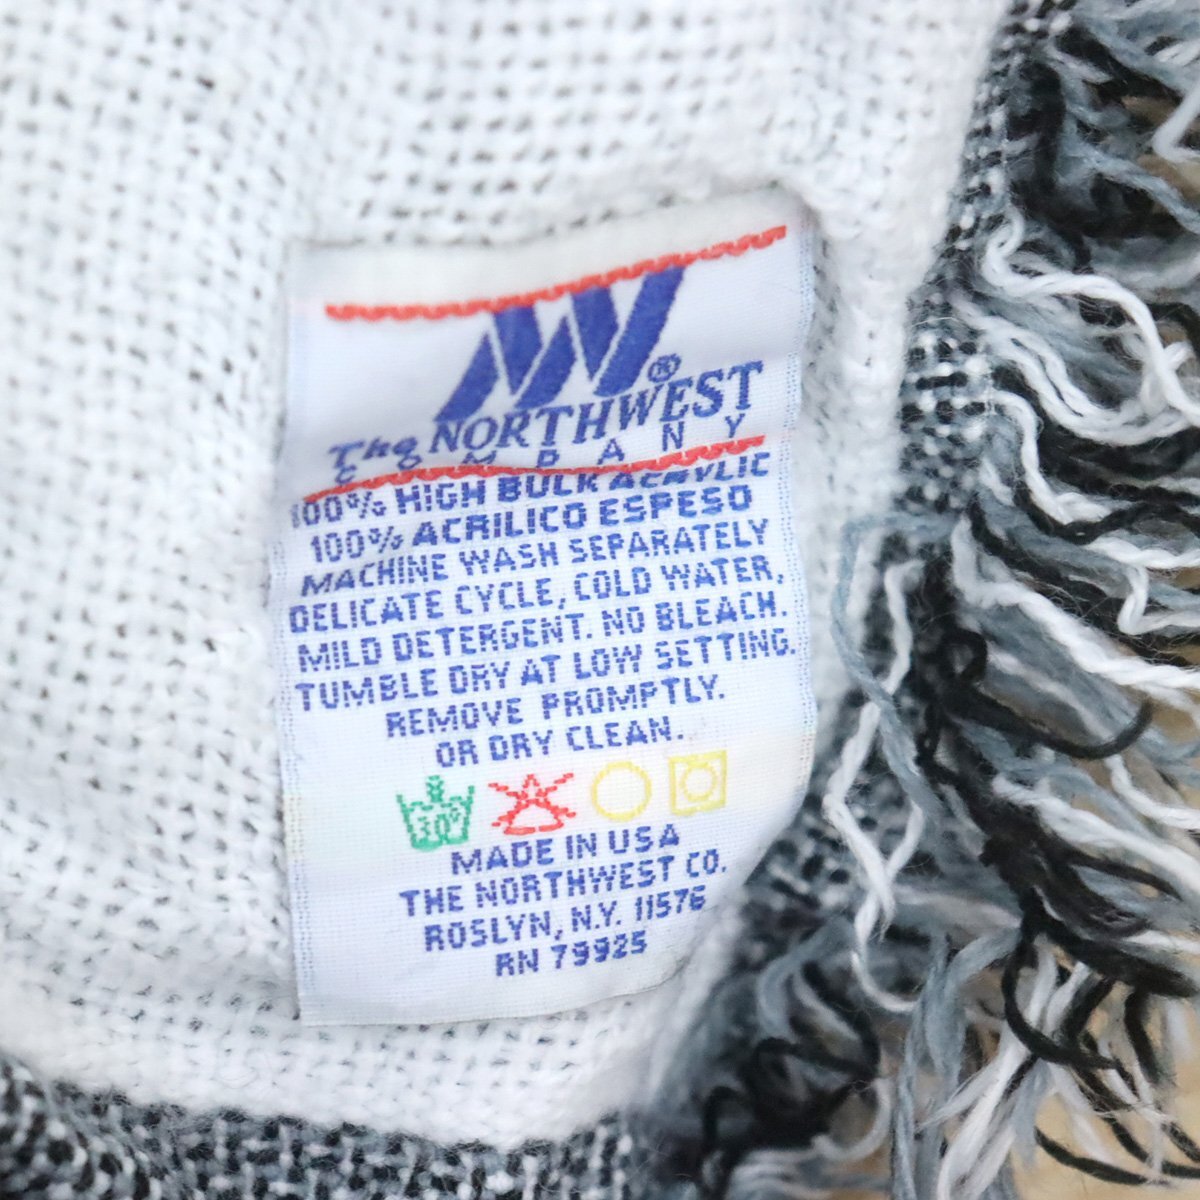 The NORTHWEST®
COMPANY
100% HIGH BULK ACRYLIC
100% ACRILICO ESPESO
MACHINE WASH SEPARATELY
DELICATE CYCLE, COLD WATER,
MILD DETERGENT. NO BLEACH.
TUMBLE DRY AT LOW SETTING.
REMOVE PROMPTLY.
OR DRY CLEAN.
30°
MADE IN USA
THE NORTHWEST CO.
ROSLYN, N.Y. 11576
RN 79925